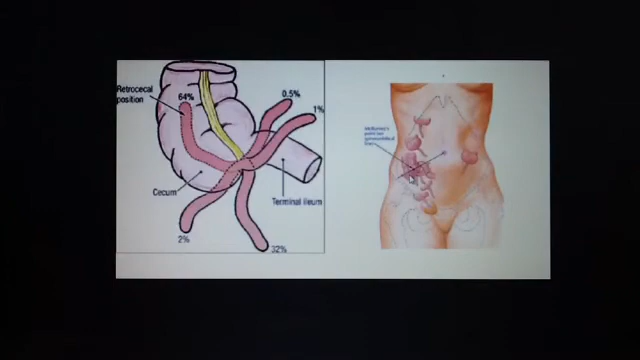 Retrocecal
position
64%
0.5%
1%
Cecum
Terminal ileum
2%
32%